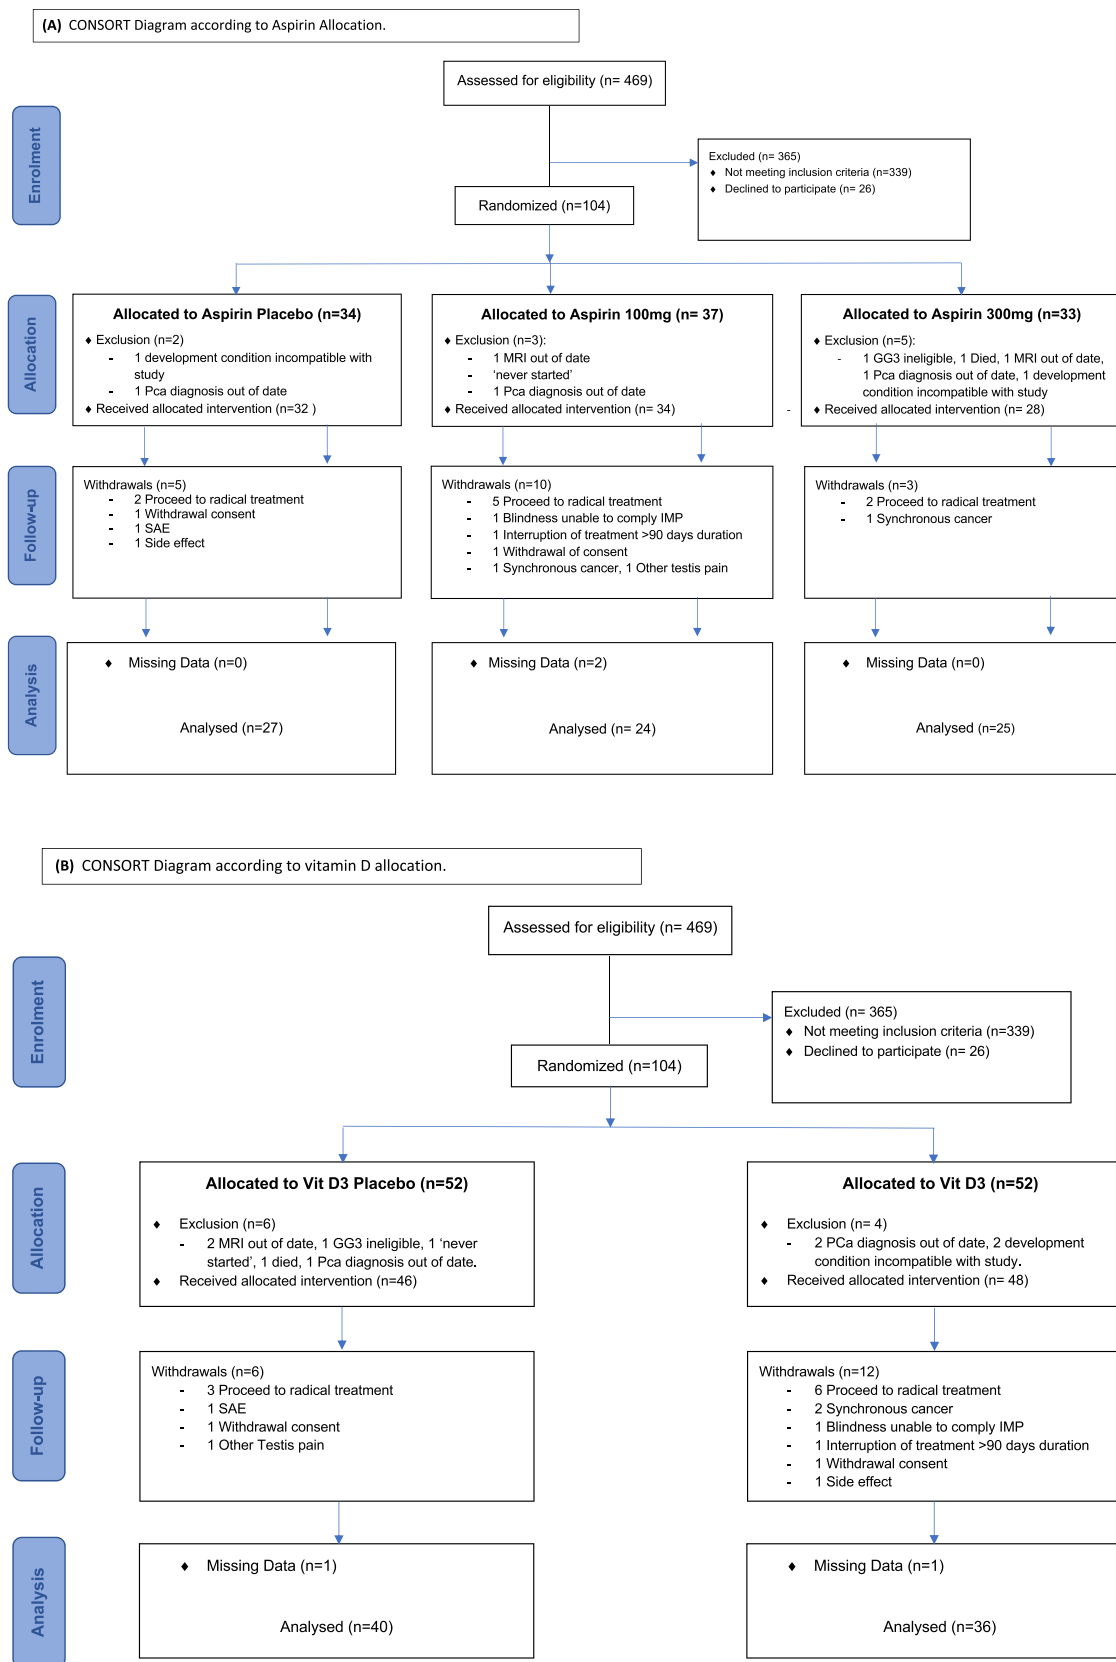 (A) CONSORT Diagram according to Aspirin Allocation.
Assessed for eligibility (n= 469)
Enrolment
Excluded (n= 365)
♦ Not meeting inclusion criteria (n=339)
♦ Declined to participate (n= 26)
Randomized (n=104)
Allocation
Allocated to Aspirin Placebo (n=34)
♦ Exclusion (n=2)
- 1 development condition incompatible with
study
- 1 Pca diagnosis out of date
♦ Received allocated intervention (n=32 )
Allocated to Aspirin 100mg (n= 37)
♦ Exclusion (n=3):
- 1 MRI out of date
- ‘never started’
- 1 Pca diagnosis out of date
♦ Received allocated intervention (n= 34)
-
Allocated to Aspirin 300mg (n=33)
♦ Exclusion (n=5):
- 1 GG3 ineligible, 1 Died, 1 MRI out of date,
1 Pca diagnosis out of date, 1 development
condition incompatible with study
♦ Received allocated intervention (n= 28)
Follow-up
Withdrawals (n=5)
- 2 Proceed to radical treatment
- 1 Withdrawal consent
- 1 SAE
- 1 Side effect
Withdrawals (n=10)
- 5 Proceed to radical treatment
- 1 Blindness unable to comply IMP
- 1 Interruption of treatment >90 days duration
- 1 Withdrawal of consent
- 1 Synchronous cancer, 1 Other testis pain
Withdrawals (n=3)
- 2 Proceed to radical treatment
- 1 Synchronous cancer
Analysis
♦ Missing Data (n=0)
Analysed (n=27)
♦ Missing Data (n=2)
Analysed (n= 24)
♦ Missing Data (n=0)
Analysed (n=25)
(B) CONSORT Diagram according to vitamin D allocation.
Assessed for eligibility (n= 469)
Enrolment
Excluded (n= 365)
♦ Not meeting inclusion criteria (n=339)
♦ Declined to participate (n= 26)
Randomized (n=104)
Allocation
Allocated to Vit D3 Placebo (n=52)
♦ Exclusion (n=6)
- 2 MRI out of date, 1 GG3 ineligible, 1 ‘never
started’, 1 died, 1 Pca diagnosis out of date.
♦ Received allocated intervention (n=46)
Allocated to Vit D3 (n=52)
♦ Exclusion (n= 4)
- 2 PCa diagnosis out of date, 2 development
condition incompatible with study.
♦ Received allocated intervention (n= 48)
Follow-up
Withdrawals (n=6)
- 3 Proceed to radical treatment
- 1 SAE
- 1 Withdrawal consent
- 1 Other Testis pain
Withdrawals (n=12)
- 6 Proceed to radical treatment
- 2 Synchronous cancer
- 1 Blindness unable to comply IMP
- 1 Interruption of treatment >90 days duration
- 1 Withdrawal consent
- 1 Side effect
Analysis
♦ Missing Data (n=1)
Analysed (n=40)
♦ Missing Data (n=1)
Analysed (n=36)